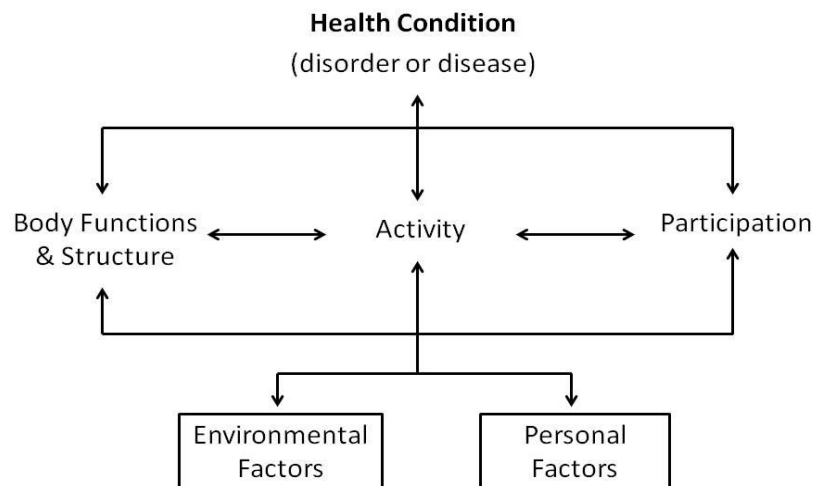 Health Condition
(disorder or disease)
Body Functions
& Structure
Activity
Participation
Environmental
Factors
Personal
Factors